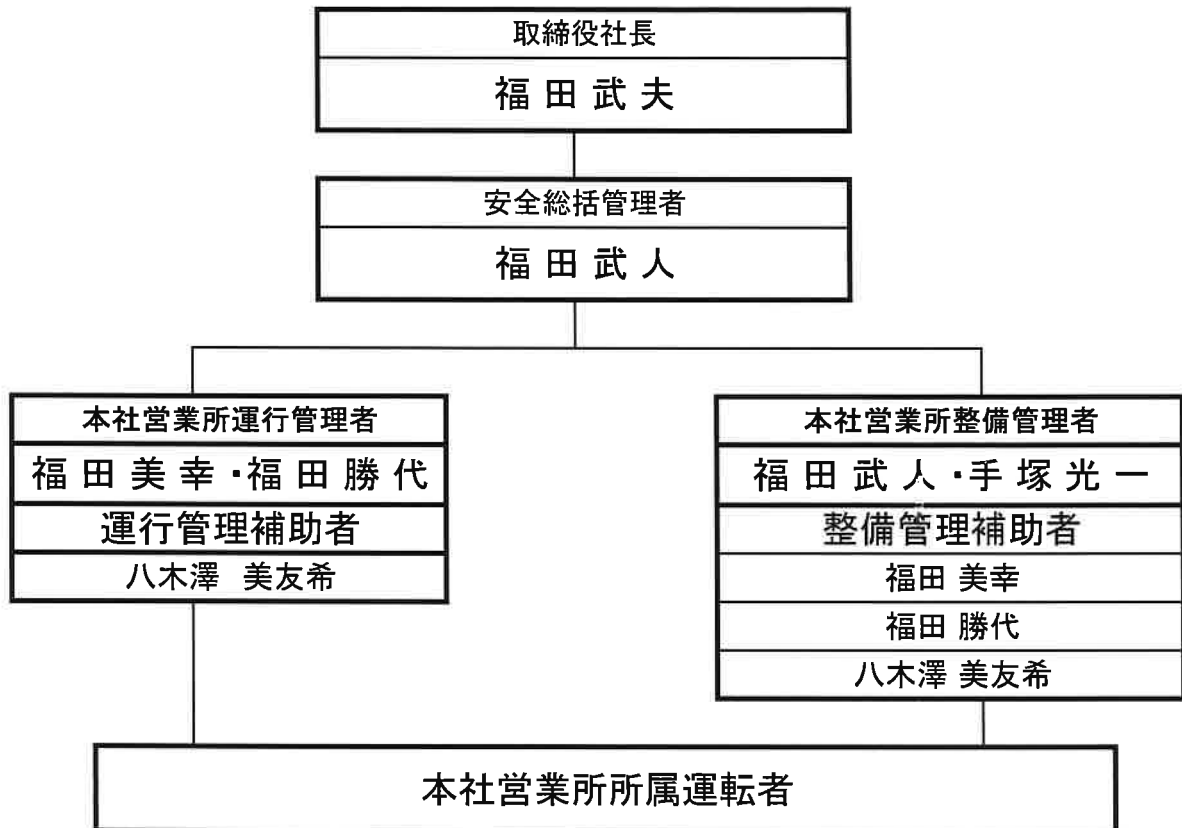 取締役社長
福田武夫
安全総括管理者
福田武人
本社営業所運行管理者
福田美幸・福田勝代
運行管理補助者
八木澤 美友希
本社営業所整備管理者
福田武人・手塚光一
整備管理補助者
福田 美幸
福田 勝代
八木澤 美友希
本社営業所所属運転者